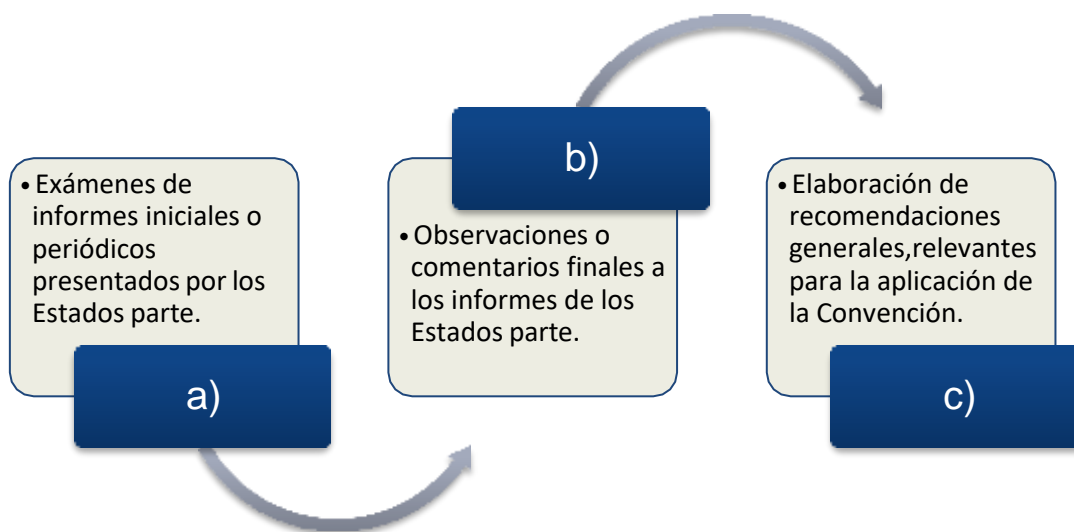 • Exámenes de
informes iniciales o
periódicos
presentados por los
Estados parte.
a)
b)
• Observaciones o
comentarios finales a
los informes de los
Estados parte.
• Elaboración de
recomendaciones
generales,relevantes
para la aplicación de
la Convención.
c)